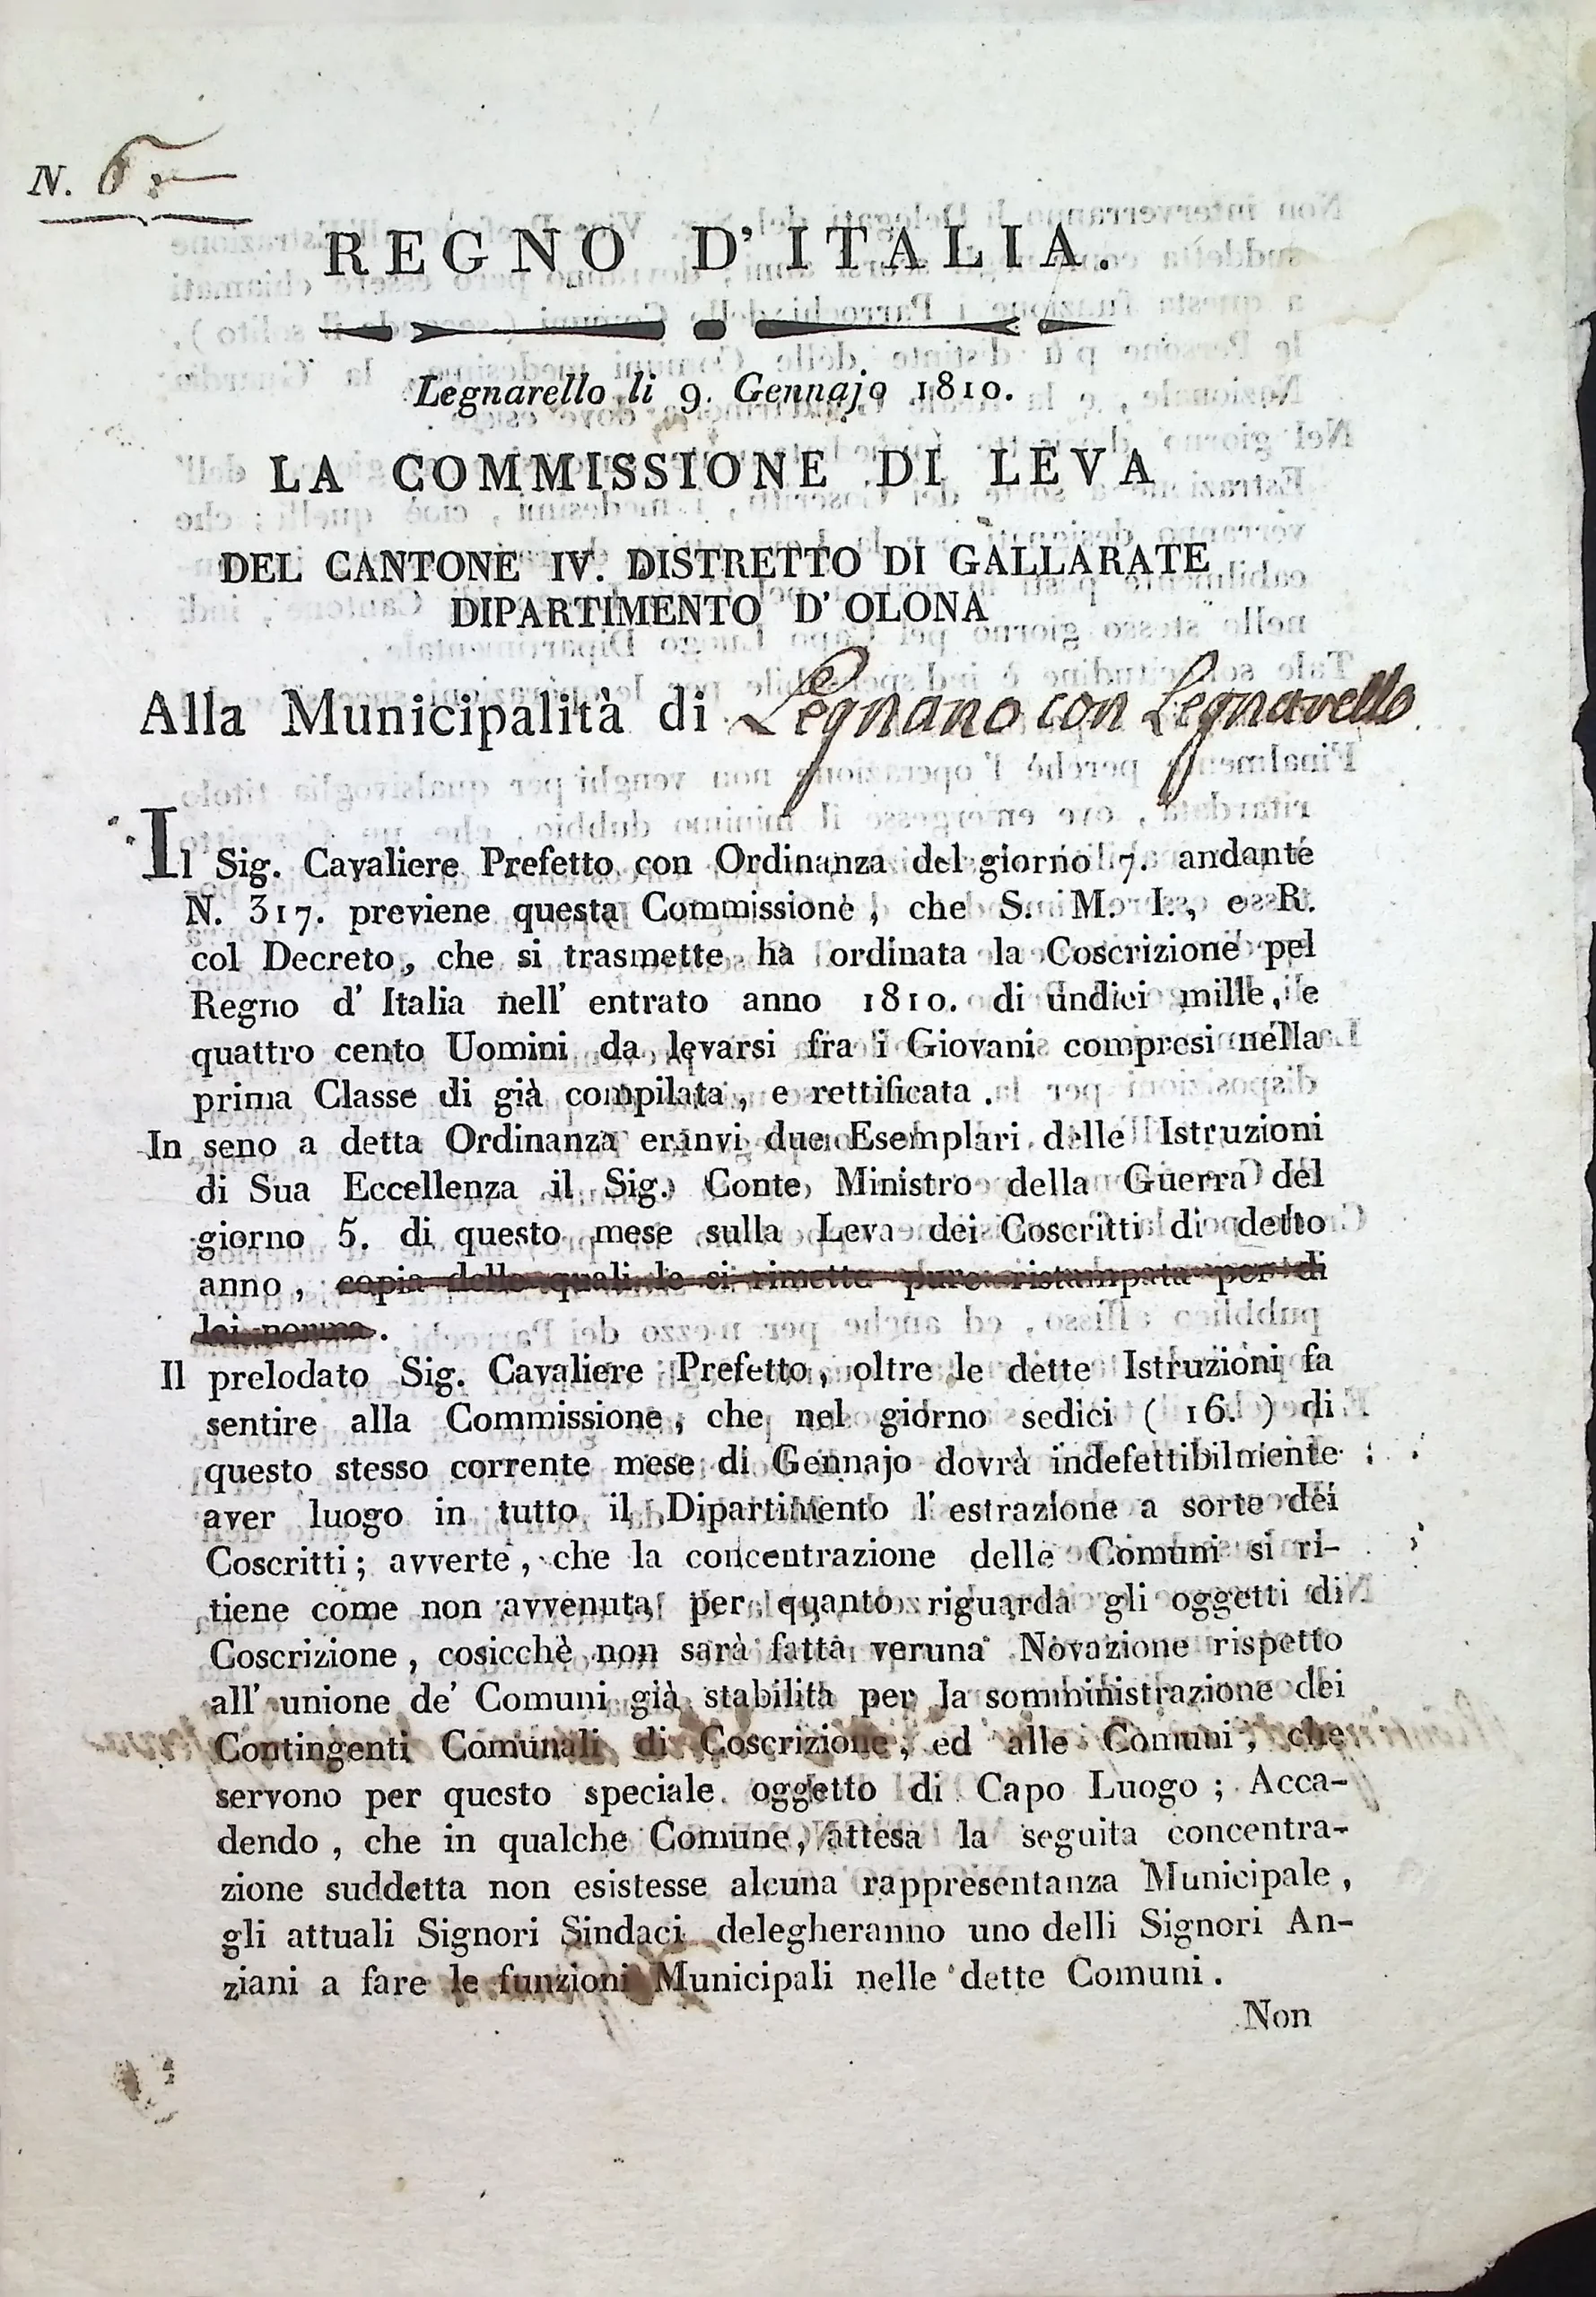 N. 6
REGNO D' ITALIA.
Legnarello li 9. Gennajo 1810.
LA COMMISSIONE DI LEVA
DEL CANTONE IV. DISTRETTO DI GALLARATE
DIPARTIMENTO D' OLONA
Alla Municipalità di Legnano con Legnarello
Il Sig. Cavaliere Prefetto con Ordinanza del giorno 7. andante
N. 317. previene questa Commissione, che S. M. I., e R.
col Decreto, che si trasmette ha ordinata la Coscrizione pel
Regno d' Italia nell' entrato anno 1810. di undici mille, e
quattro cento Uomini da levarsi fra i Giovani compresi nella
prima Classe di già compilata, e rettificata.
In seno a detta Ordinanza eranvi due Esemplari delle Istruzioni
di Sua Eccellenza il Sig. Conte Ministro della Guerra del
giorno 5. di questo mese sulla Leva dei Coscritti di detto
anno, copia delle quali le si rimette pure ristampata per di
lei norma.
Il prelodato Sig. Cavaliere Prefetto, oltre le dette Istruzioni fa
sentire alla Commissione, che nel giorno sedici ( 16. ) di
questo stesso corrente mese di Gennajo dovrà indefettibilmente
aver luogo in tutto il Dipartimento l' estrazione a sorte dei
Coscritti; avverte, che la concentrazione delle Comuni si ri-
tiene come non avvenuta per quanto riguarda gli oggetti di
Coscrizione, cosicchè non sarà fatta veruna Novazione rispetto
all' unione de' Comuni già stabilita per la somministrazione dei
Contingenti Comunali di Coscrizione, ed alle Comuni, che
servono per questo speciale oggetto di Capo Luogo; Acca-
dendo, che in qualche Comune, attesa la seguita concentra-
zione suddetta non esistesse alcuna rappresentanza Municipale,
gli attuali Signori Sindaci delegheranno uno delli Signori An-
ziani a fare le funzioni Municipali nelle dette Comuni.
Non